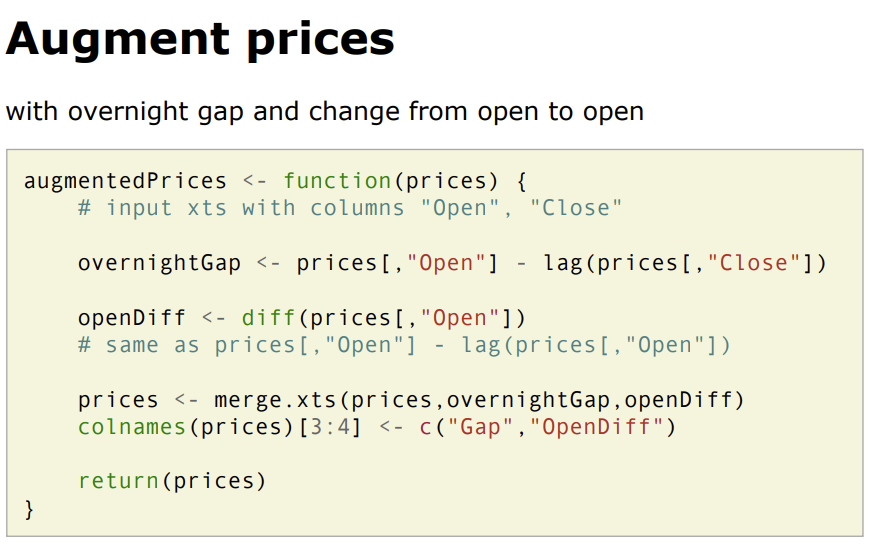 Augment prices
with overnight gap and change from open to open
augmentedPrices <- function(prices) {
    # input xts with columns "Open", "Close"
    overnightGap <- prices[,"Open"] - lag(prices[,"Close"])
    openDiff <- diff(prices[,"Open"])
    # same as prices[,"Open"] - lag(prices[,"Open"])
    prices <- merge.xts(prices,overnightGap,openDiff)
    colnames(prices)[3:4] <- c("Gap","OpenDiff")
    return(prices)
}